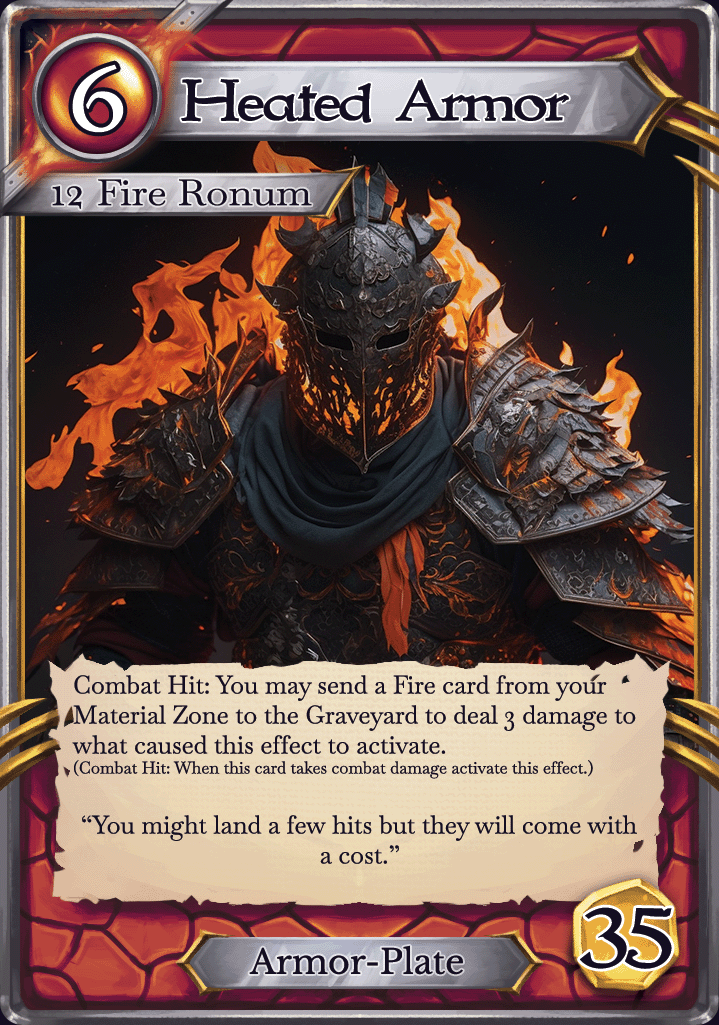 6
Heated Armor
12 Fire Ronum
Combat Hit: You may send a Fire card from your
Material Zone to the Graveyard to deal 3 damage to
what caused this effect to activate.
(Combat Hit: When this card takes combat damage activate this effect.)
“You might land a few hits but they will come with
a cost.”
35
Armor-Plate